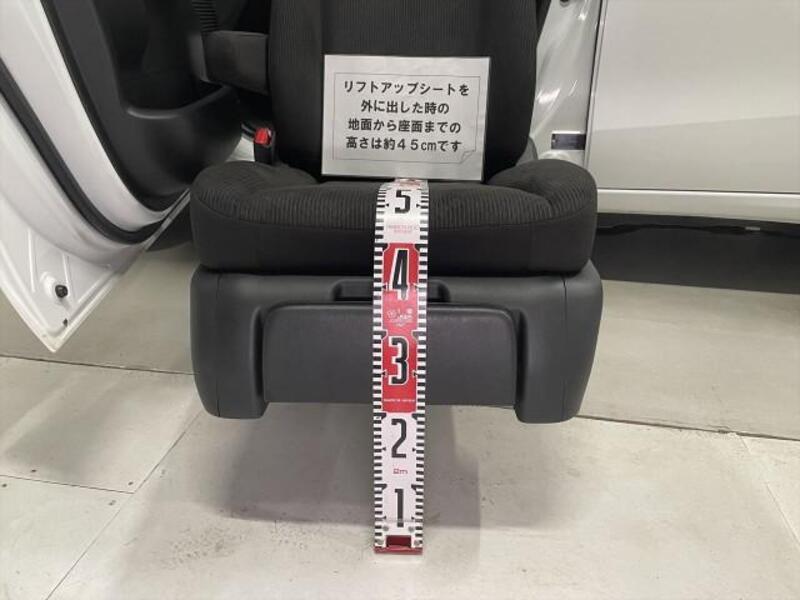 リフトアップシートを
外に出した時の
地面から座面までの
高さは約45cmです
5
4
3
2
2m
1